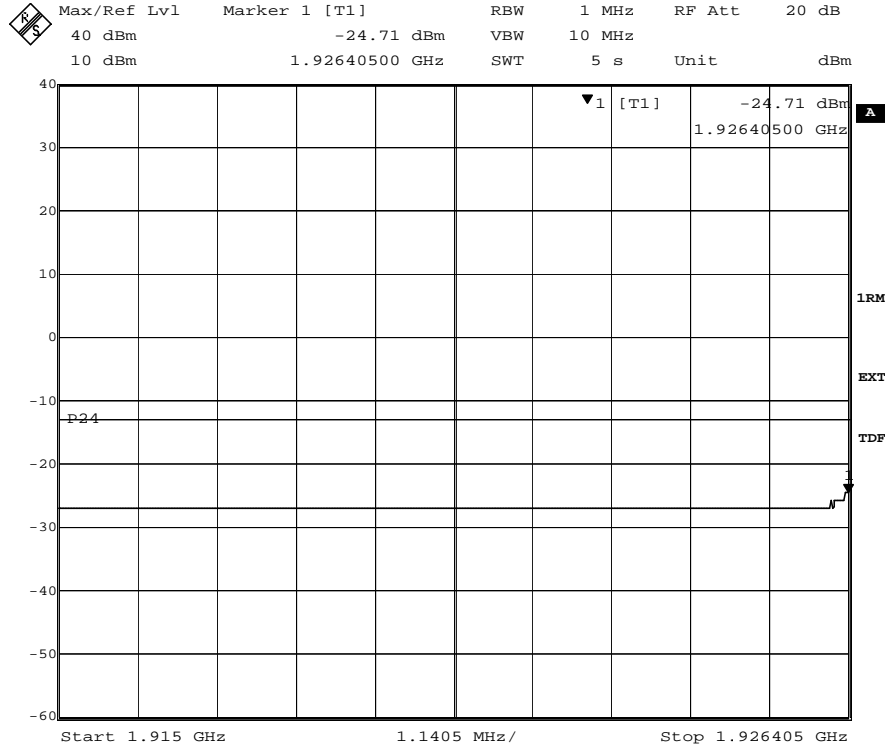 Max/Ref Lvl Marker 1 [T1] RBW 1 MHz RF Att 20 dB
40 dBm -24.71 dBm VBW 10 MHz
10 dBm 1.92640500 GHz SWT 5 s Unit dBm
R S
40
1 [T1] -24.71 dBm
A
1.92640500 GHz
30
20
10
1RM
0
EXT
-10
P24
TDF
-20
1
-30
-40
-50
-60
Start 1.915 GHz 1.1405 MHz/ Stop 1.926405 GHz